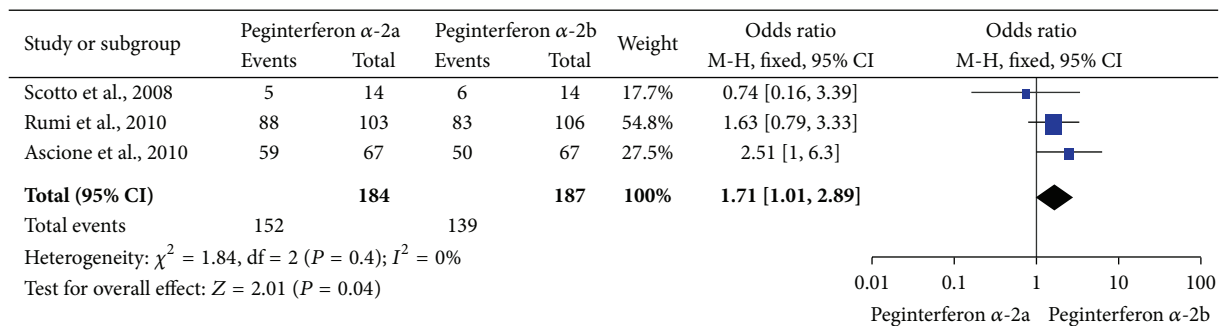 Study or subgroup Peginterferon α-2a Peginterferon α-2b Weight Odds ratio Odds ratio
Events Total Events Total M-H, fixed, 95% CI M-H, fixed, 95% CI
Scotto et al., 2008 5 14 6 14 17.7% 0.74 [0.16, 3.39]
Rumi et al., 2010 88 103 83 106 54.8% 1.63 [0.79, 3.33]
Ascione et al., 2010 59 67 50 67 27.5% 2.51 [1, 6.3]
Total (95% CI) 184 187 100% 1.71 [1.01, 2.89]
Total events 152 139
Heterogeneity: χ² = 1.84, df = 2 (P = 0.4); I² = 0%
Test for overall effect: Z = 2.01 (P = 0.04)
0.01 0.1 1 10 100
Peginterferon α-2a Peginterferon α-2b